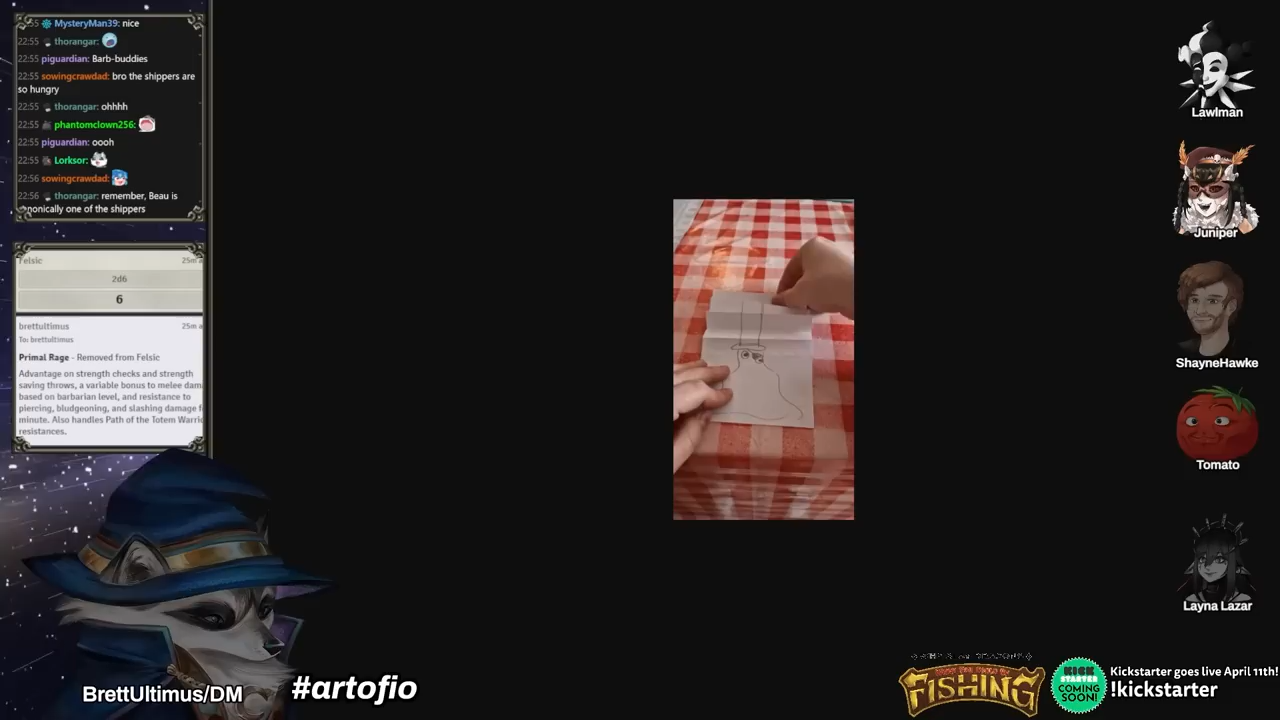 55 MysteryMan39: nice
22:55 thorangar:
22:55 piguardian: Barb-buddies
22:55 sowingcrawdad: bro the shippers are
so hungry
22:55 thorangar: ohhhh
22:55 phantomclown256:
22:55 piguardian: oooh
22:55 Lorksor:
22:56 sowingcrawdad:
22:56 thorangar: remember, Beau is
nonically one of the shippers
Felsic 25m a
2d6
6
brettultimus 25m a
To: brettultimus
Primal Rage - Removed from Felsic
Advantage on strength checks and strength
saving throws, a variable bonus to melee dam
based on barbarian level, and resistance to
piercing, bludgeoning, and slashing damage f
minute. Also handles Path of the Totem Warric
resistances.
BrettUltimus/DM
#artofio
Lawlman
Juniper
ShayneHawke
Tomato
Layna Lazar
FISHING
KICK
STARTER
COMING
SOON!
Kickstarter goes live April 11th!
!kickstarter